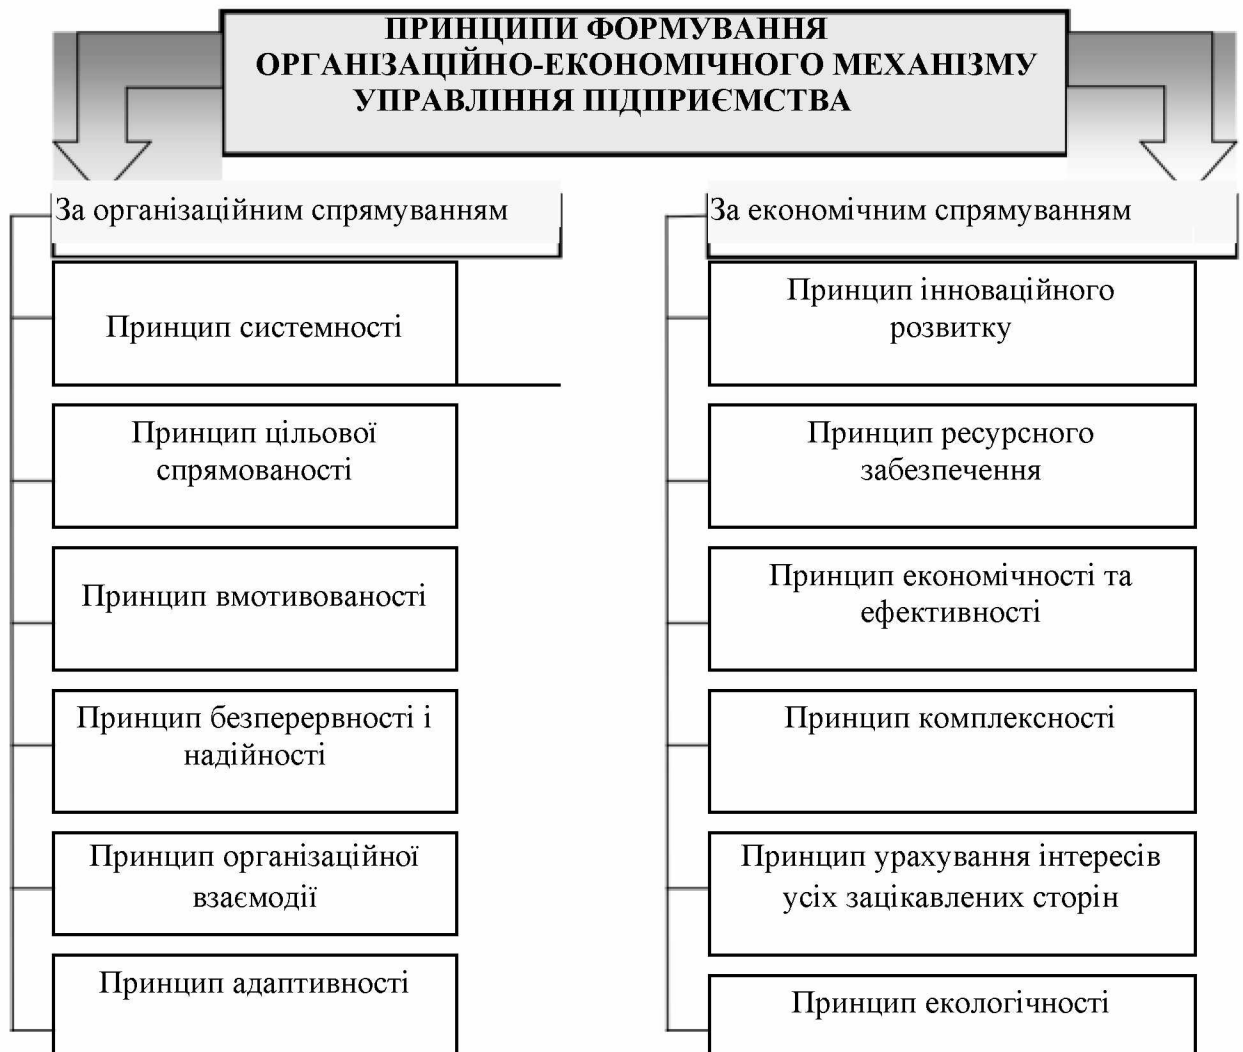 ПРИНЦИПИ ФОРМУВАННЯ
ОРГАНІЗАЦІЙНО-ЕКОНОМІЧНОГО МЕХАНІЗМУ
УПРАВЛІННЯ ПІДПРИЄМСТВА
За організаційним спрямуванням
Принцип системності
Принцип цільової
спрямованості
Принцип вмотивованості
Принцип безперервності і
надійності
Принцип організаційної
взаємодії
Принцип адаптивності
За економічним спрямуванням
Принцип інноваційного
розвитку
Принцип ресурсного
забезпечення
Принцип економічності та
ефективності
Принцип комплексності
Принцип урахування інтересів
усіх зацікавлених сторін
Принцип екологічності